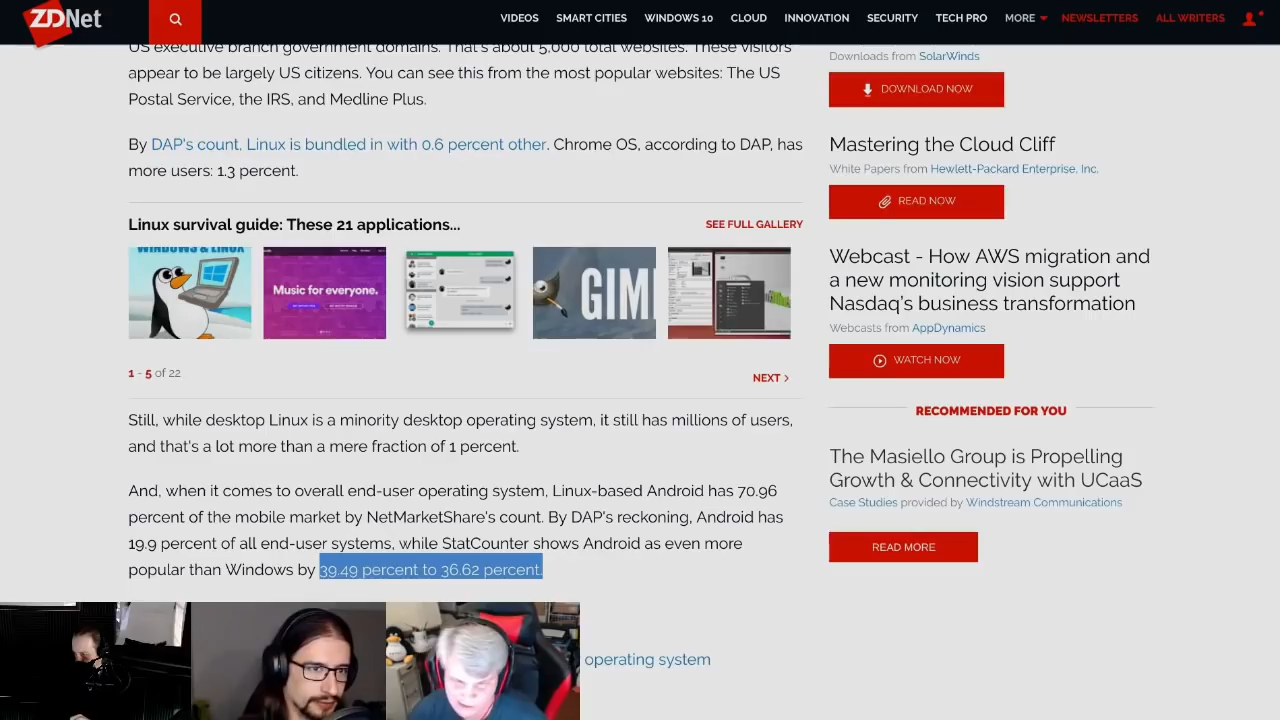 ZDNet
VIDEOS SMART CITIES WINDOWS 10 CLOUD INNOVATION SECURITY TECH PRO MORE NEWSLETTERS ALL WRITERS
US executive branch government domains. That's about 5,000 total websites. These visitors
appear to be largely US citizens. You can see this from the most popular websites: The US
Postal Service, the IRS, and Medline Plus.
By DAP's count, Linux is bundled in with 0.6 percent other. Chrome OS, according to DAP, has
more users: 1.3 percent.
Linux survival guide: These 21 applications...
SEE FULL GALLERY
WINDOWS & LINUX
Music for everyone.
GIM
1 - 5 of 22
NEXT
Still, while desktop Linux is a minority desktop operating system, it still has millions of users,
and that's a lot more than a mere fraction of 1 percent.
And, when it comes to overall end-user operating system, Linux-based Android has 70.96
percent of the mobile market by NetMarketShare's count. By DAP's reckoning, Android has
19.9 percent of all end-user systems, while StatCounter shows Android as even more
popular than Windows by 39.49 percent to 36.62 percent.
operating system
Downloads from SolarWinds
DOWNLOAD NOW
Mastering the Cloud Cliff
White Papers from Hewlett-Packard Enterprise, Inc.
READ NOW
Webcast - How AWS migration and
a new monitoring vision support
Nasdaq's business transformation
Webcasts from AppDynamics
WATCH NOW
RECOMMENDED FOR YOU
The Masiello Group is Propelling
Growth & Connectivity with UCaaS
Case Studies provided by Windstream Communications
READ MORE